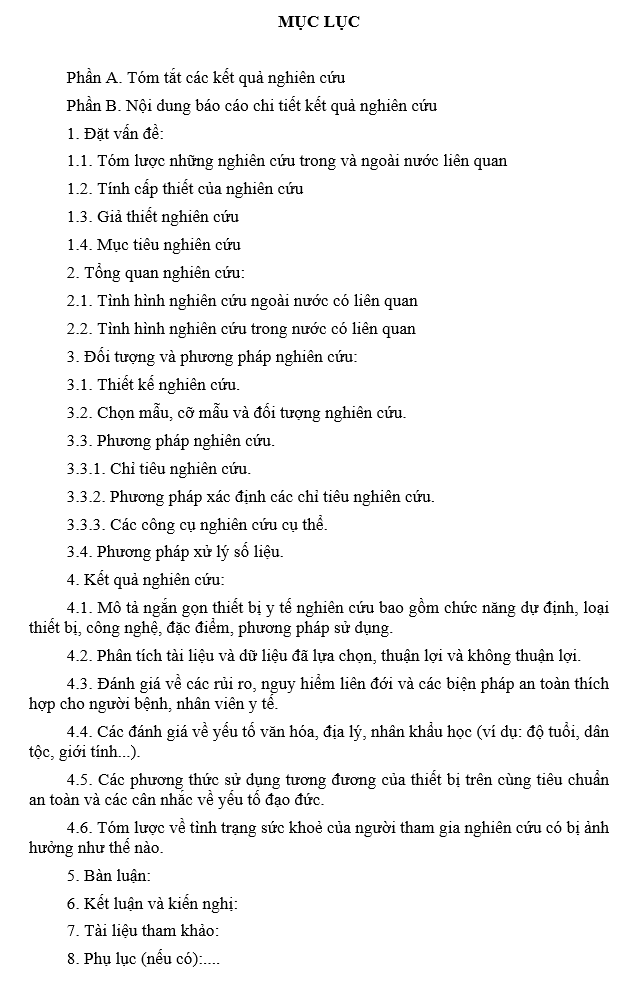 MỤC LỤC
Phần A. Tóm tắt các kết quả nghiên cứu
Phần B. Nội dung báo cáo chi tiết kết quả nghiên cứu
1. Đặt vấn đề:
1.1. Tóm lược những nghiên cứu trong và ngoài nước liên quan
1.2. Tính cấp thiết của nghiên cứu
1.3. Giả thiết nghiên cứu
1.4. Mục tiêu nghiên cứu
2. Tổng quan nghiên cứu:
2.1. Tình hình nghiên cứu ngoài nước có liên quan
2.2. Tình hình nghiên cứu trong nước có liên quan
3. Đối tượng và phương pháp nghiên cứu:
3.1. Thiết kế nghiên cứu.
3.2. Chọn mẫu, cỡ mẫu và đối tượng nghiên cứu.
3.3. Phương pháp nghiên cứu.
3.3.1. Chỉ tiêu nghiên cứu.
3.3.2. Phương pháp xác định các chỉ tiêu nghiên cứu.
3.3.3. Các công cụ nghiên cứu cụ thể.
3.4. Phương pháp xử lý số liệu.
4. Kết quả nghiên cứu:
4.1. Mô tả ngắn gọn thiết bị y tế nghiên cứu bao gồm chức năng dự định, loại
thiết bị, công nghệ, đặc điểm, phương pháp sử dụng.
4.2. Phân tích tài liệu và dữ liệu đã lựa chọn, thuận lợi và không thuận lợi.
4.3. Đánh giá về các rủi ro, nguy hiểm liên đới và các biện pháp an toàn thích
hợp cho người bệnh, nhân viên y tế.
4.4. Các đánh giá về yếu tố văn hóa, địa lý, nhân khẩu học (ví dụ: độ tuổi, dân
tộc, giới tính...).
4.5. Các phương thức sử dụng tương đương của thiết bị trên cùng tiêu chuẩn
an toàn và các cân nhắc về yếu tố đạo đức.
4.6. Tóm lược về tình trạng sức khoẻ của người tham gia nghiên cứu có bị ảnh
hưởng như thế nào.
5. Bàn luận:
6. Kết luận và kiến nghị:
7. Tài liệu tham khảo:
8. Phụ lục (nếu có):....